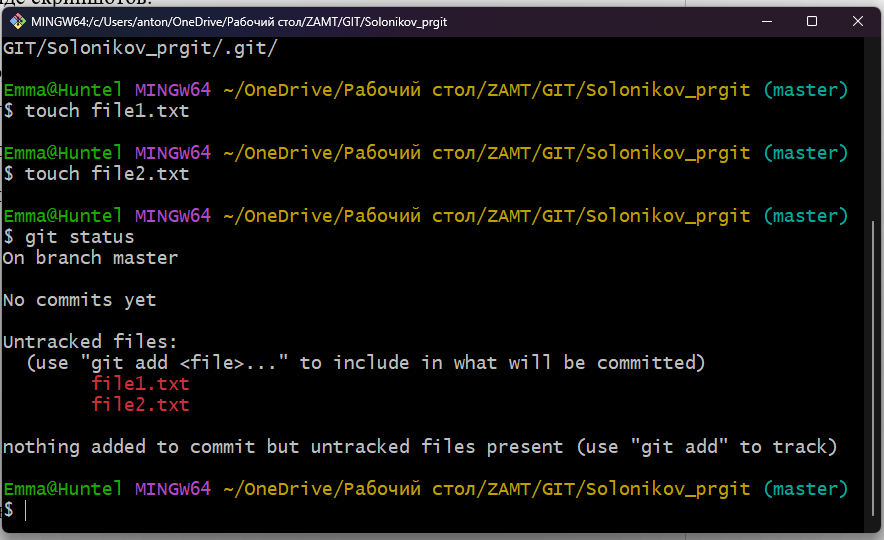 де скриншотов.
MINGW64:/c/Users/anton/OneDrive/Рабочий стол/ZAMT/GIT/Solonikov_prgit
GIT/Solonikov_prgit/.git/
Emma@Huntel MINGW64 ~/OneDrive/Рабочий стол/ZAMT/GIT/Solonikov_prgit (master)
$ touch file1.txt
Emma@Huntel MINGW64 ~/OneDrive/Рабочий стол/ZAMT/GIT/Solonikov_prgit (master)
$ touch file2.txt
Emma@Huntel MINGW64 ~/OneDrive/Рабочий стол/ZAMT/GIT/Solonikov_prgit (master)
$ git status
On branch master
No commits yet
Untracked files:
(use "git add <file>..." to include in what will be committed)
file1.txt
file2.txt
nothing added to commit but untracked files present (use "git add" to track)
Emma@Huntel MINGW64 ~/OneDrive/Рабочий стол/ZAMT/GIT/Solonikov_prgit (master)
$